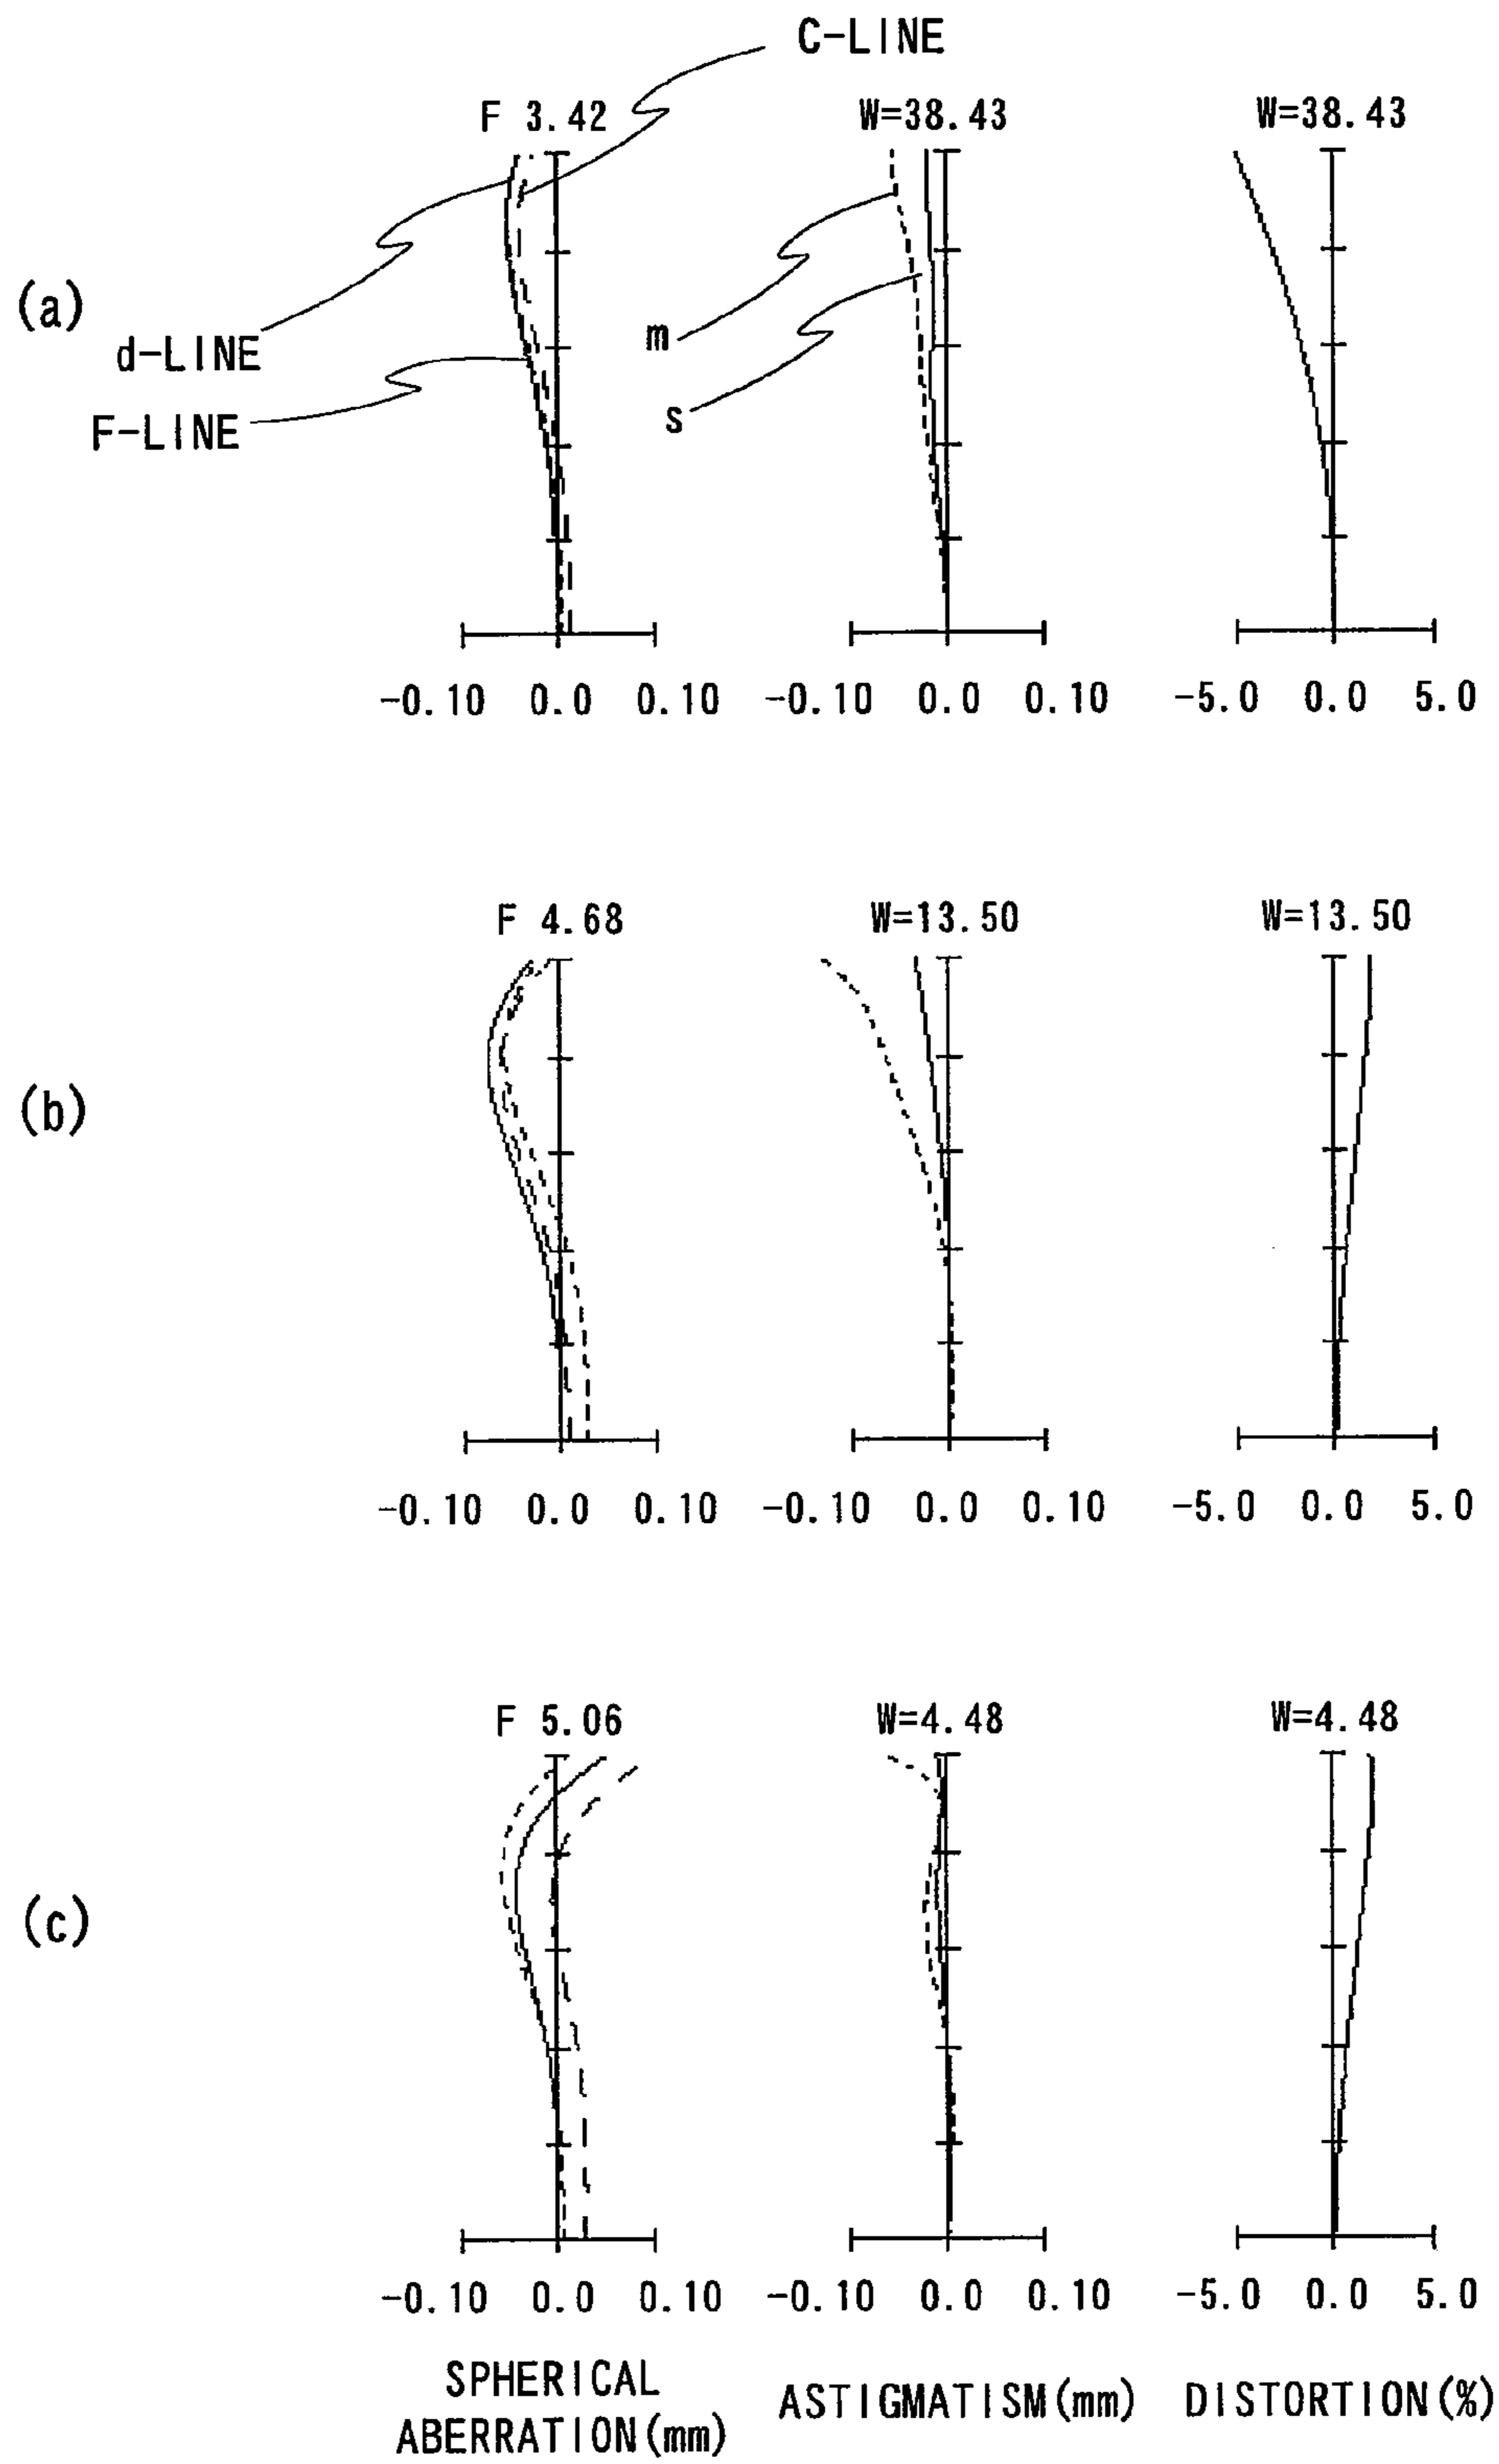 C-LINE
F 3.42 W=38.43 W=38.43
(a)
d-LINE
F-LINE
m
s
-0.10 0.0 0.10 -0.10 0.0 0.10 -5.0 0.0 5.0
F 4.68 W=13.50 W=13.50
(b)
-0.10 0.0 0.10 -0.10 0.0 0.10 -5.0 0.0 5.0
F 5.06 W=4.48 W=4.48
(c)
-0.10 0.0 0.10 -0.10 0.0 0.10 -5.0 0.0 5.0
SPHERICAL
ABERRATION(mm) ASTIGMATISM(mm) DISTORTION(%)